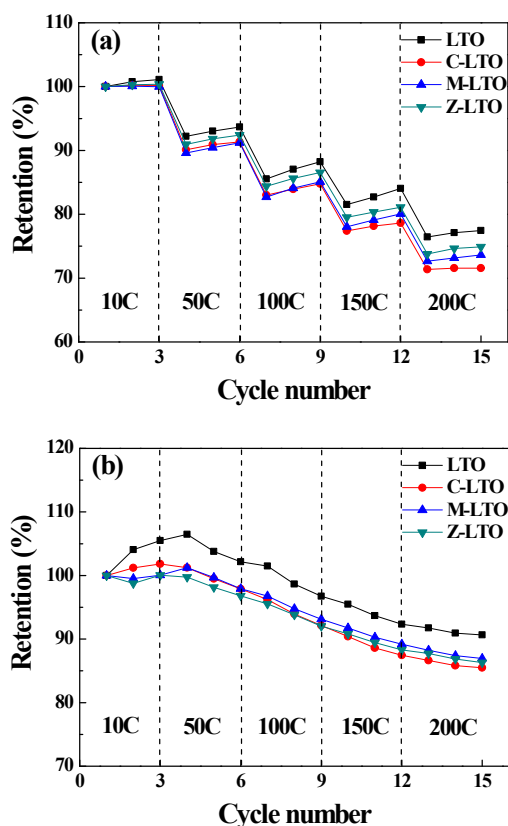 110
100
90
80
70
60
Retention (%)
(a)
LTO
C-LTO
M-LTO
Z-LTO
10C 50C 100C 150C 200C
0 3 6 9 12 15
Cycle number
120
110
100
90
80
70
Retention (%)
(b)
LTO
C-LTO
M-LTO
Z-LTO
10C 50C 100C 150C 200C
0 3 6 9 12 15
Cycle number